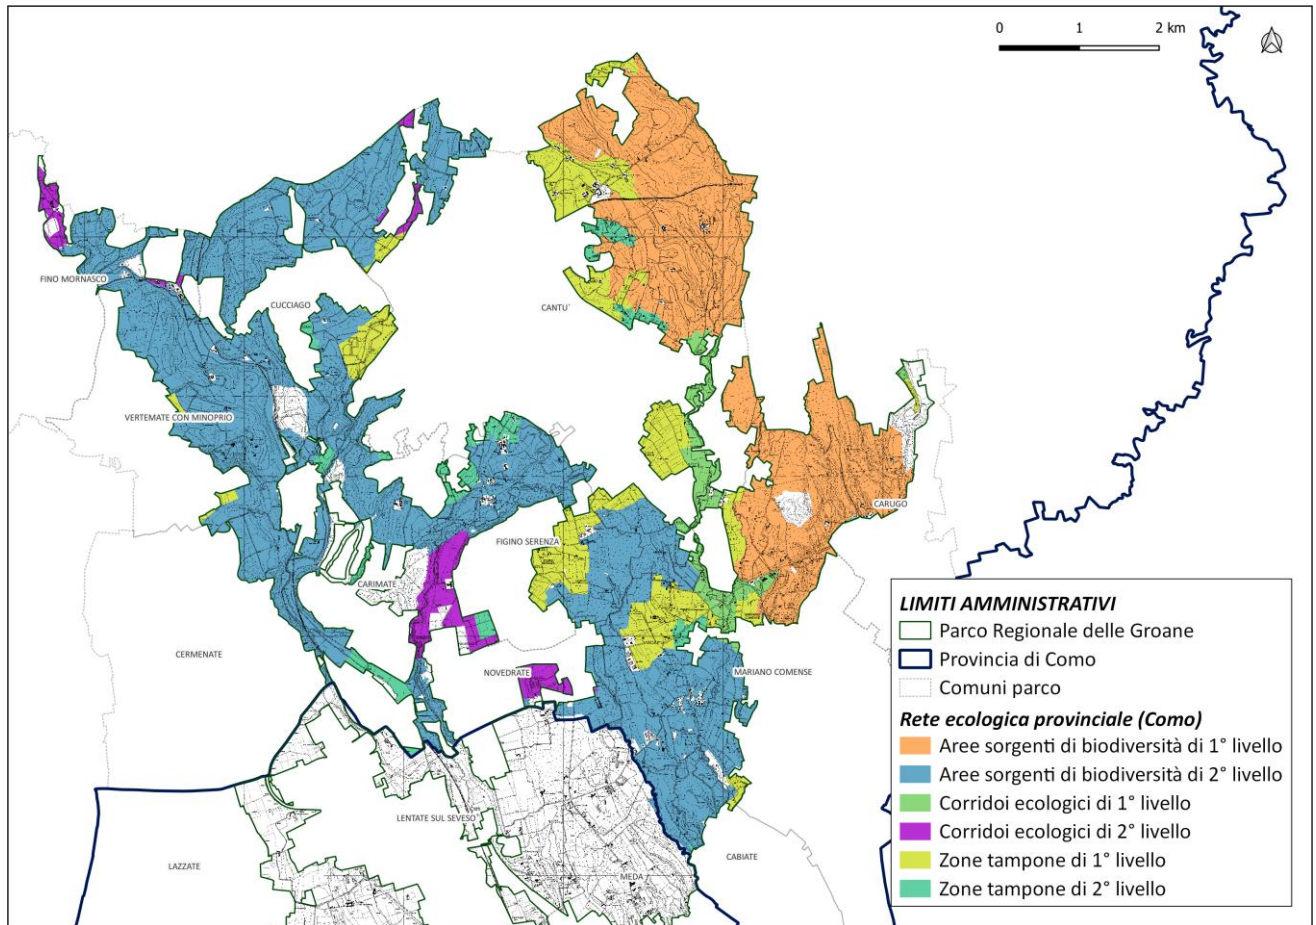 0 1 2 km
FINO MORNASCO
CUCCIAGO
CANTU'
VERTEMATE CON MINOPRIO
CARUGO
FIGINO SERENZA
CARIMATE
CERMENATE
NOVEDRATE
MARIANO COMENSE
LENTATE SUL SEVESO
CABIATE
LAZZATE
MEDA
LIMITI AMMINISTRATIVI
Parco Regionale delle Groane
Provincia di Como
Comuni parco
Rete ecologica provinciale (Como)
Aree sorgenti di biodiversità di 1° livello
Aree sorgenti di biodiversità di 2° livello
Corridoi ecologici di 1° livello
Corridoi ecologici di 2° livello
Zone tampone di 1° livello
Zone tampone di 2° livello